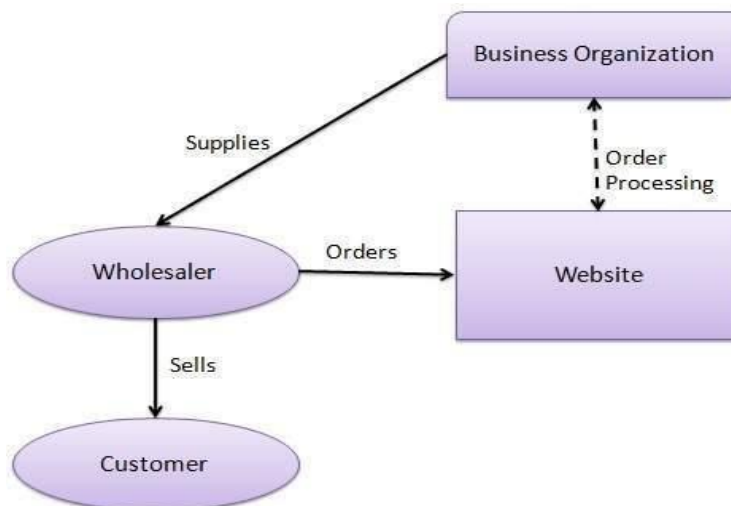 Business Organization
Supplies
Order
Processing
Wholesaler
Orders
Website
Sells
Customer